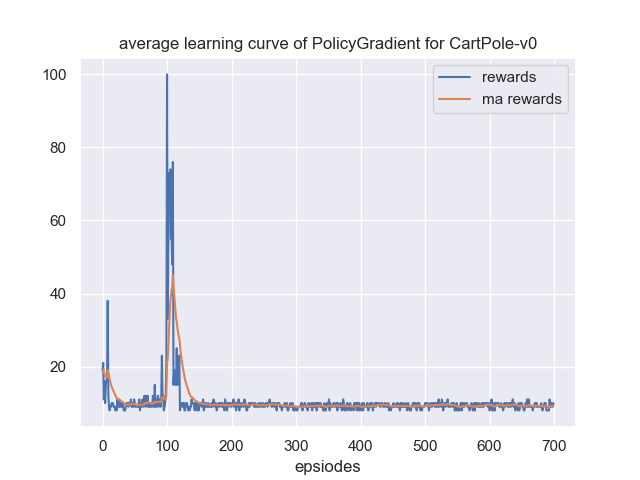 average learning curve of PolicyGradient for CartPole-v0
rewards
ma rewards
100
80
60
40
20
0 100 200 300 400 500 600 700
epsiodes